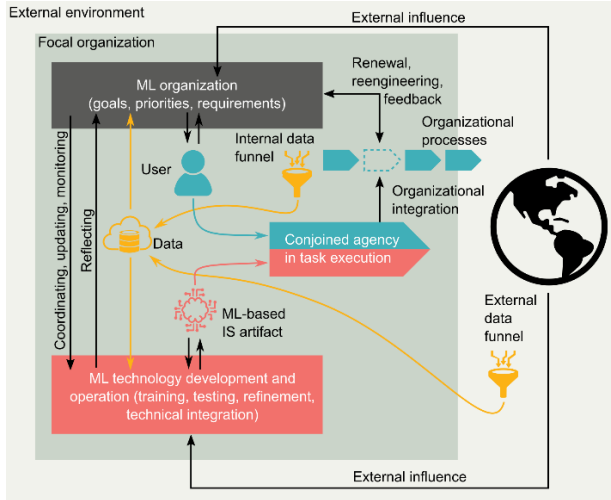 External environment
External influence
Focal organization
ML organization
(goals, priorities, requirements)
Renewal,
reengineering,
feedback
Organizational
processes
Internal data
funnel
User
Organizational
integration
Coordinating, updating, monitoring
Reflecting
Data
Conjoined agency
in task execution
ML-based
IS artifact
External
data
funnel
ML technology development and
operation (training, testing, refinement,
technical integration)
External influence